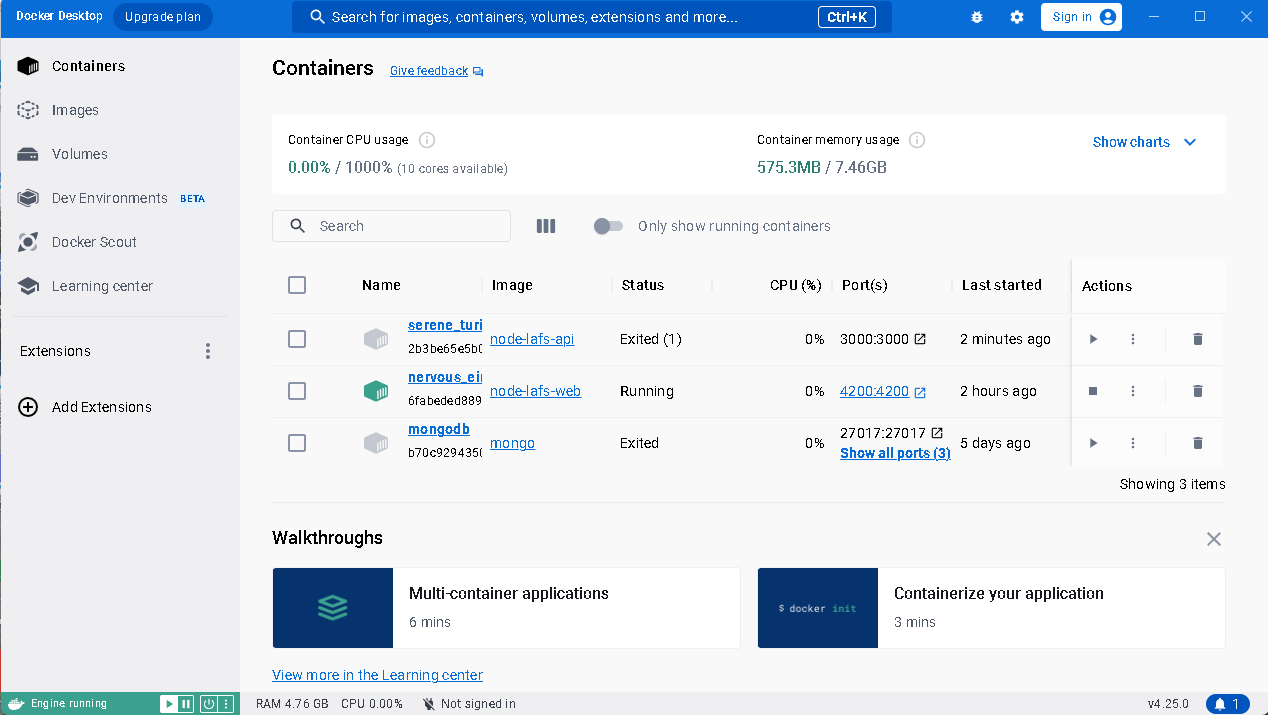 Docker Desktop Upgrade plan Search for images, containers, volumes, extensions and more... Ctrl+K Sign in
Containers
Images
Volumes
Dev Environments BETA
Docker Scout
Learning center
Extensions
Add Extensions
Containers Give feedback
Container CPU usage
0.00% / 1000% (10 cores available)
Container memory usage
575.3MB / 7.46GB
Show charts
Search
Only show running containers
Name Image Status CPU (%) Port(s) Last started Actions
serene_turi
2b3be65e5b0
node-lafs-api Exited (1) 0% 3000:3000 2 minutes ago
nervous_ein
6fabeded889
node-lafs-web Running 0% 4200:4200 2 hours ago
mongodb
b70c9294350
mongo Exited 0% 27017:27017
Show all ports (3)
5 days ago
Showing 3 items
Walkthroughs
Multi-container applications
6 mins
$ docker init
Containerize your application
3 mins
View more in the Learning center
Engine running RAM 4.76 GB CPU 0.00% Not signed in v4.25.0 1